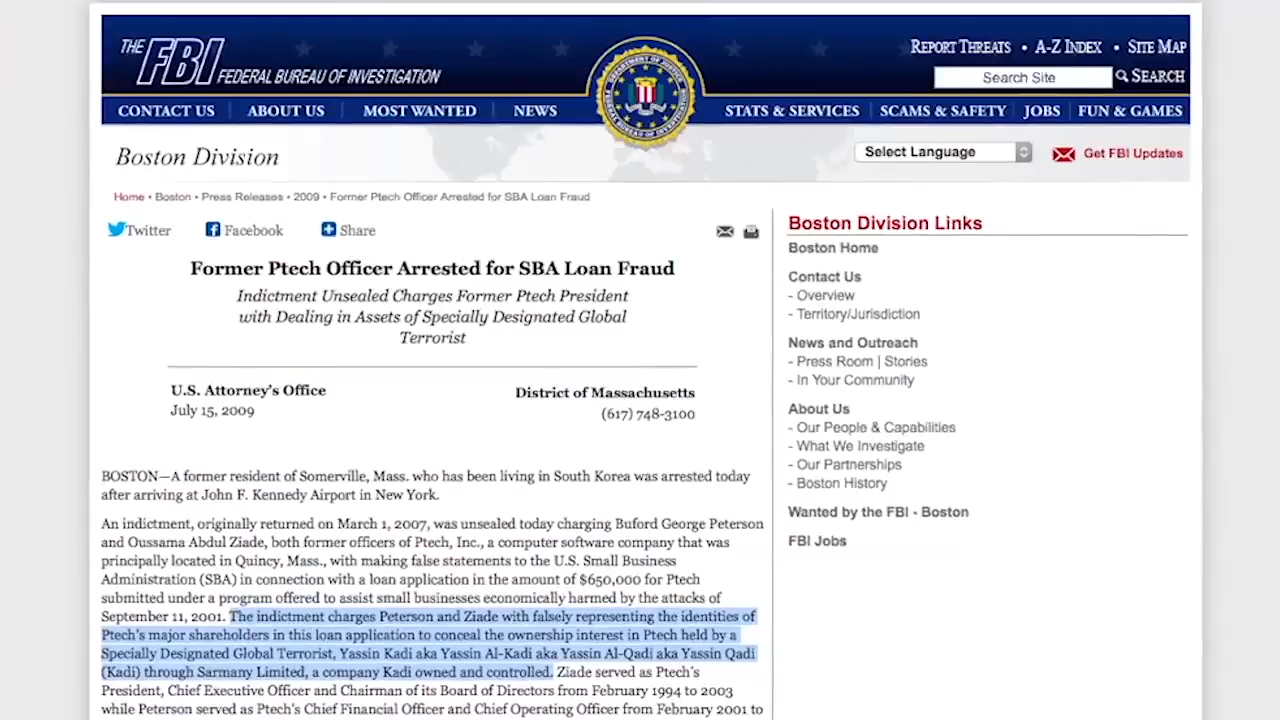 THE FBI FEDERAL BUREAU OF INVESTIGATION
REPORT THREATS • A-Z INDEX • SITE MAP
Search Site SEARCH
CONTACT US ABOUT US MOST WANTED NEWS STATS & SERVICES SCAMS & SAFETY JOBS FUN & GAMES
Boston Division
Select Language Get FBI Updates
Home • Boston • Press Releases • 2009 • Former Ptech Officer Arrested for SBA Loan Fraud
Twitter Facebook Share
Former Ptech Officer Arrested for SBA Loan Fraud
Indictment Unsealed Charges Former Ptech President
with Dealing in Assets of Specially Designated Global
Terrorist
U.S. Attorney's Office
July 15, 2009
District of Massachusetts
(617) 748-3100
BOSTON—A former resident of Somerville, Mass. who has been living in South Korea was arrested today
after arriving at John F. Kennedy Airport in New York.
An indictment, originally returned on March 1, 2007, was unsealed today charging Buford George Peterson
and Oussama Abdul Ziade, both former officers of Ptech, Inc., a computer software company that was
principally located in Quincy, Mass., with making false statements to the U.S. Small Business
Administration (SBA) in connection with a loan application in the amount of $650,000 for Ptech
submitted under a program offered to assist small businesses economically harmed by the attacks of
September 11, 2001. The indictment charges Peterson and Ziade with falsely representing the identities of
Ptech's major shareholders in this loan application to conceal the ownership interest in Ptech held by a
Specially Designated Global Terrorist, Yassin Kadi aka Yassin Al-Kadi aka Yassin Al-Qadi aka Yassin Qadi
(Kadi) through Sarmany Limited, a company Kadi owned and controlled. Ziade served as Ptech's
President, Chief Executive Officer and Chairman of its Board of Directors from February 1994 to 2003
while Peterson served as Ptech's Chief Financial Officer and Chief Operating Officer from February 2001 to
Boston Division Links
Boston Home
Contact Us
- Overview
- Territory/Jurisdiction
News and Outreach
- Press Room | Stories
- In Your Community
About Us
- Our People & Capabilities
- What We Investigate
- Our Partnerships
- Boston History
Wanted by the FBI - Boston
FBI Jobs